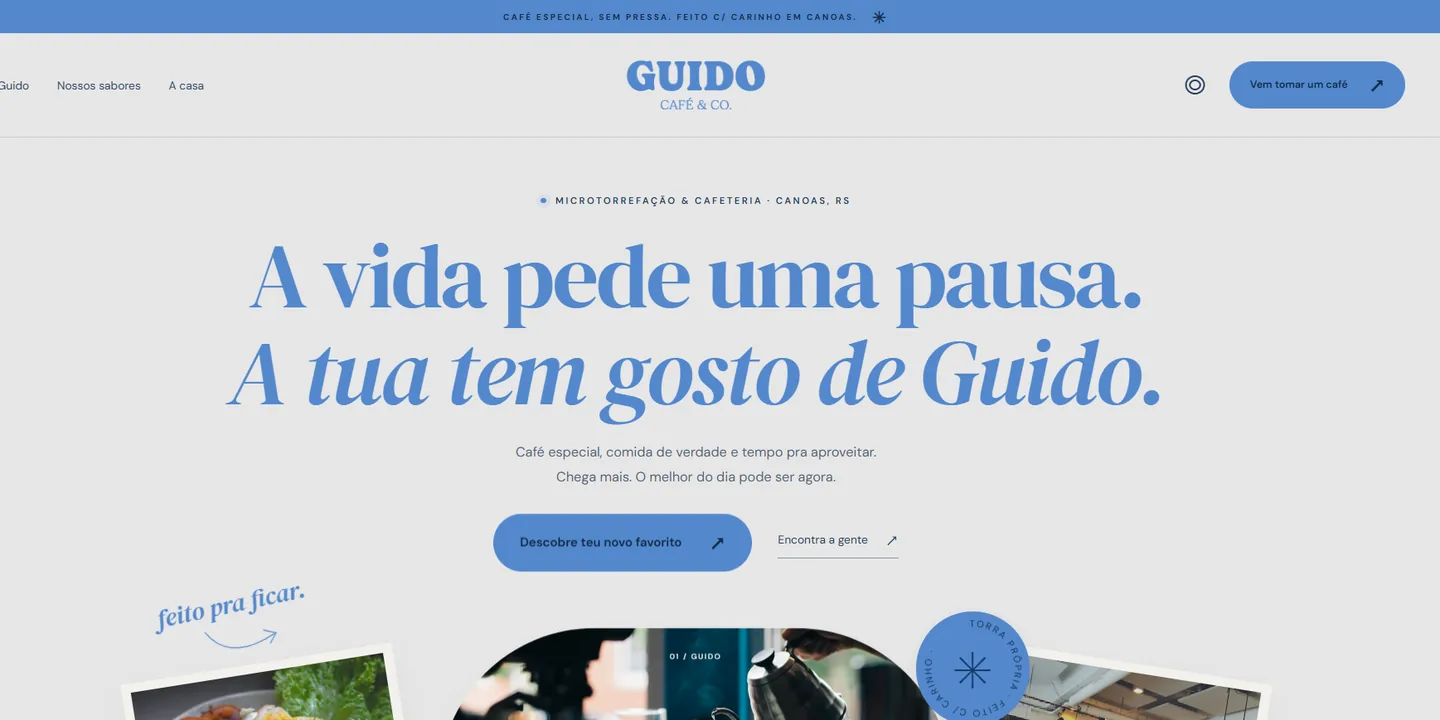 CAFÉ ESPECIAL, SEM PRESSA. FEITO C/ CARINHO EM CANOAS.
Guido Nossos sabores A casa
GUIDO
CAFÉ & CO.
Vem tomar um café
MICROTORREFAÇÃO & CAFETERIA · CANOAS, RS
A vida pede uma pausa.
A tua tem gosto de Guido.
Café especial, comida de verdade e tempo pra aproveitar.
Chega mais. O melhor do dia pode ser agora.
Descobre teu novo favorito
Encontra a gente
feito pra ficar.
01 / GUIDO
TORRA PRÓPRIA · FEITO C/ CARINHO ·